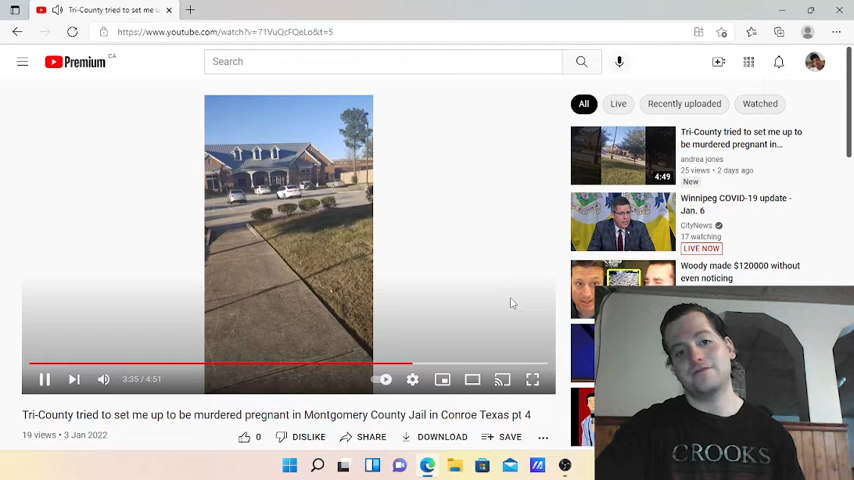 Tri-County tried to set me u
https://www.youtube.com/watch?v=71VuQcFQeLo&t=5
Premium CA
Search
All Live Recently uploaded Watched
Tri-County tried to set me up to
be murdered pregnant in...
andrea jones
25 views • 2 days ago
New
4:49
Winnipeg COVID-19 update -
Jan. 6
CityNews
17 watching
LIVE NOW
Woody made $120000 without
even noticing
3:35 / 4:51
Tri-County tried to set me up to be murdered pregnant in Montgomery County Jail in Conroe Texas pt 4
19 views • 3 Jan 2022
0 DISLIKE SHARE DOWNLOAD SAVE
CROOKS